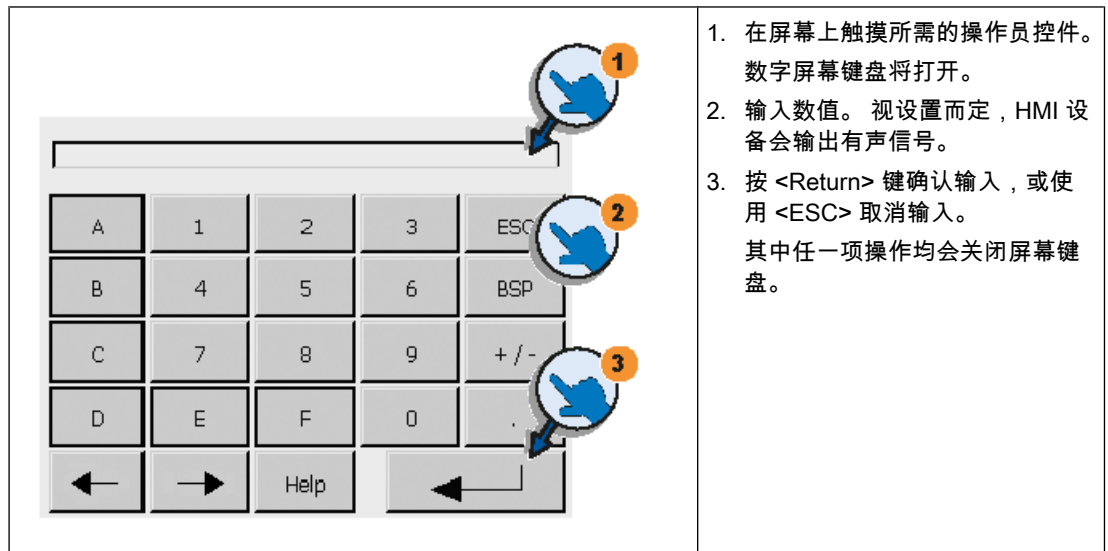 1
A 1 2 3 ESC
2
B 4 5 6 BSP
C 7 8 9 + / -
3
D E F 0 .
Help
1. 在屏幕上触摸所需的操作员控件。
数字屏幕键盘将打开。
2. 输入数值。 视设置而定，HMI 设
备会输出有声信号。
3. 按 <Return> 键确认输入，或使
用 <ESC> 取消输入。
其中任一项操作均会关闭屏幕键
盘。